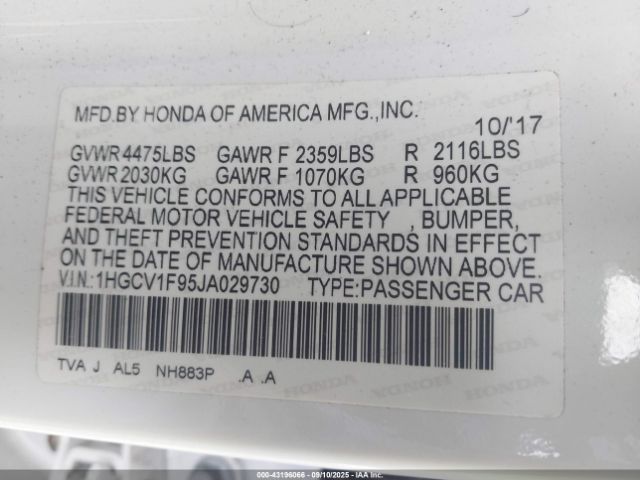 MFD.BY HONDA OF AMERICA MFG.,INC.
10/'17
GVWR 4475LBS GAWR F 2359LBS R 2116LBS
GVWR 2030KG GAWR F 1070KG R 960KG
THIS VEHICLE CONFORMS TO ALL APPLICABLE
FEDERAL MOTOR VEHICLE SAFETY , BUMPER,
AND THEFT PREVENTION STANDARDS IN EFFECT
ON THE DATE OF MANUFACTURE SHOWN ABOVE.
V.I.N.:1HGCV1F95JA029730 TYPE:PASSENGER CAR
TVA J AL5 NH883P .A .A
© IAA 43196066 - 09/10/2025 - IAAI.COM